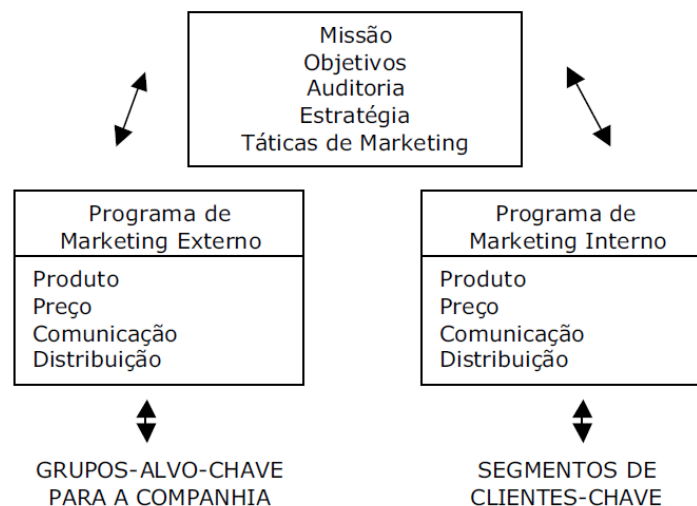 Missão
Objetivos
Auditoria
Estratégia
Táticas de Marketing
Programa de
Marketing Externo
Produto
Preço
Comunicação
Distribuição
GRUPOS-ALVO-CHAVE
PARA A COMPANHIA
Programa de
Marketing Interno
Produto
Preço
Comunicação
Distribuição
SEGMENTOS DE
CLIENTES-CHAVE